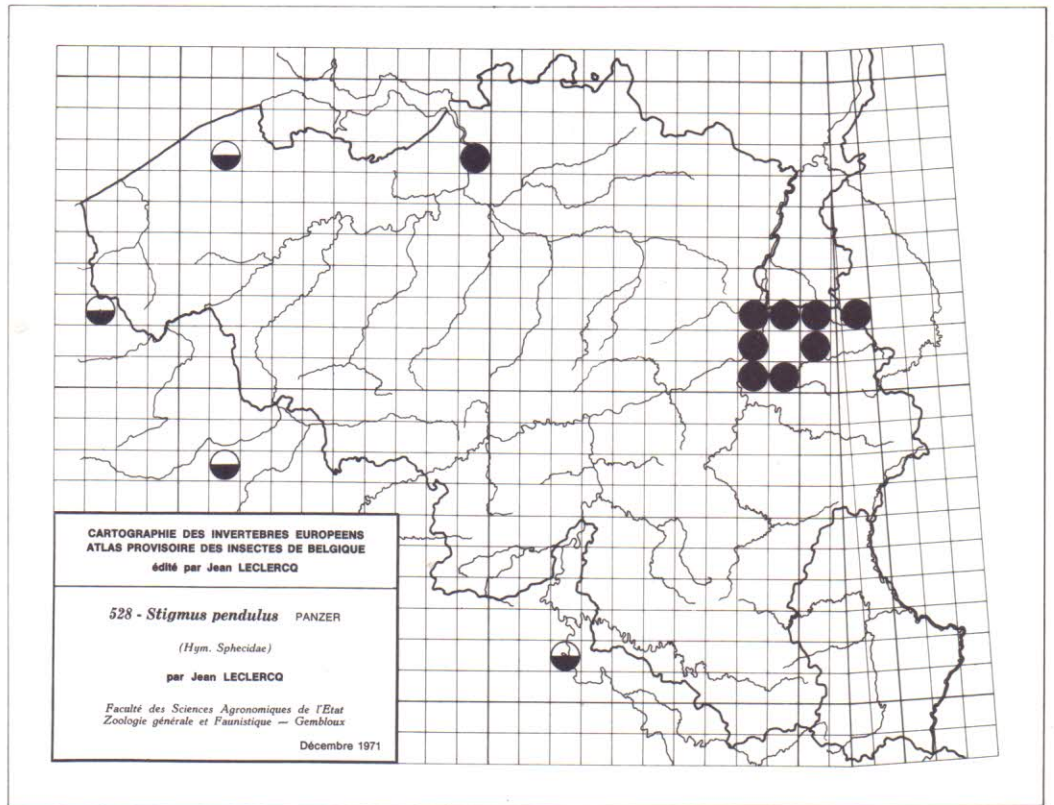 CARTOGRAPHIE DES INVERTEBRES EUROPEENS
ATLAS PROVISOIRE DES INSECTES DE BELGIQUE
édité par Jean LECLERCQ
528 - Stigmus pendulus PANZER
(Hym. Sphecidae)
par Jean LECLERCQ
Faculté des Sciences Agronomiques de l'Etat
Zoologie générale et Faunistique — Gembloux
Décembre 1971